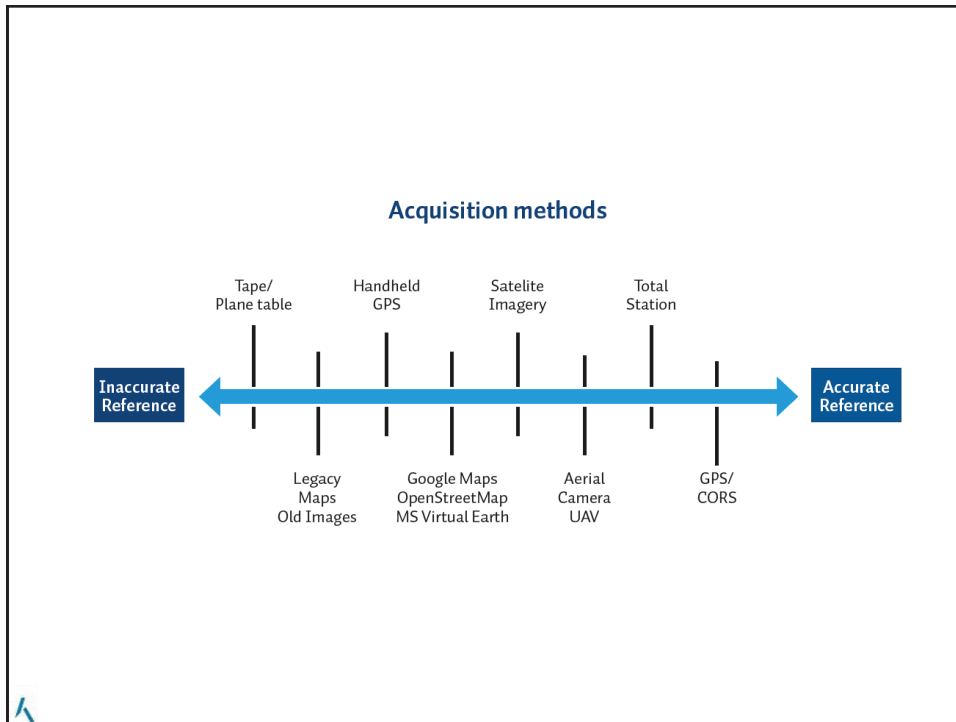 Acquisition methods
Tape/
Plane table
Handheld
GPS
Satelite
Imagery
Total
Station
Inaccurate
Reference
Accurate
Reference
Legacy
Maps
Old Images
Google Maps
OpenStreetMap
MS Virtual Earth
Aerial
Camera
UAV
GPS/
CORS